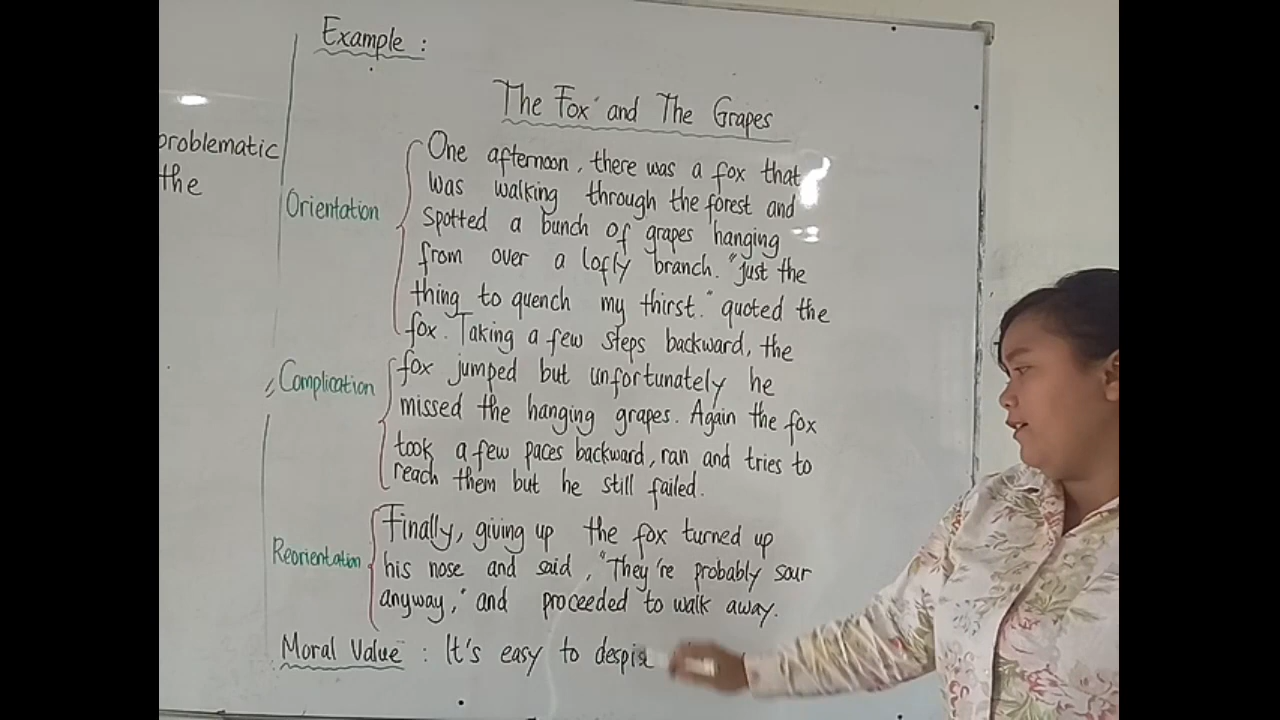 Example :
The Fox and The Grapes
problematic
the
Orientation
One afternoon, there was a fox that
was walking through the forest and
spotted a bunch of grapes hanging
from over a lofly branch. "Just the
thing to quench my thirst." quoted the
fox. Taking a few steps backward, the
Complication
fox jumped but unfortunately he
missed the hanging grapes. Again the fox
took a few paces backward, ran and tries to
reach them but he still failed.
Reorientation
Finally, giving up the fox turned up
his nose and said, "They're probably sour
anyway," and proceeded to walk away.
Moral Value : It's easy to